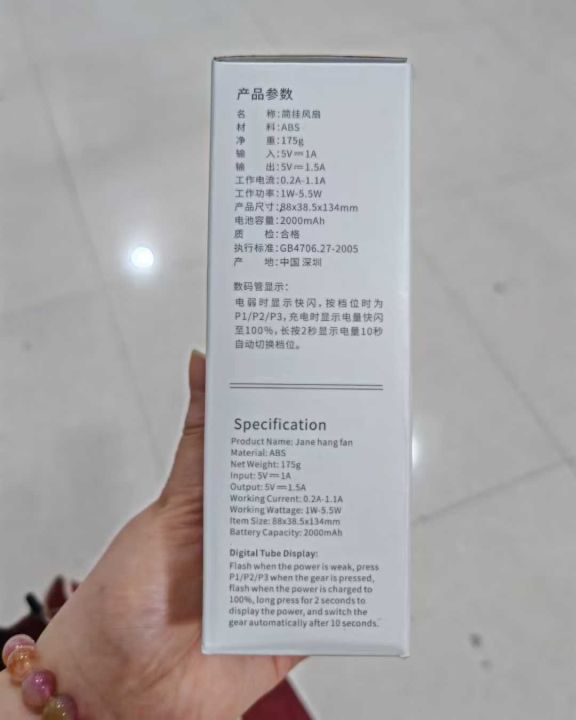 产品参数
名 称:简挂风扇
材 料:ABS
净 重:175g
输 入:5V⎓1A
输 出:5V⎓1.5A
工作电流:0.2A-1.1A
工作功率:1W-5.5W
产品尺寸:88x38.5x134mm
电池容量:2000mAh
质 检:合格
执行标准:GB4706.27-2005
产 地:中国 深圳
数码管显示:
电弱时显示快闪,按档位时为
P1/P2/P3,充电时显示电量快闪
至100%,长按2秒显示电量10秒
自动切换档位。
Specification
Product Name: Jane hang fan
Material: ABS
Net Weight: 175g
Input: 5V⎓1A
Output: 5V⎓1.5A
Working Current: 0.2A-1.1A
Working Wattage: 1W-5.5W
Item Size: 88x38.5x134mm
Battery Capacity: 2000mAh
Digital Tube Display:
Flash when the power is weak, press
P1/P2/P3 when the gear is pressed,
flash when the power is charged to
100%, long press for 2 seconds to
display the power, and switch the
gear automatically after 10 seconds.